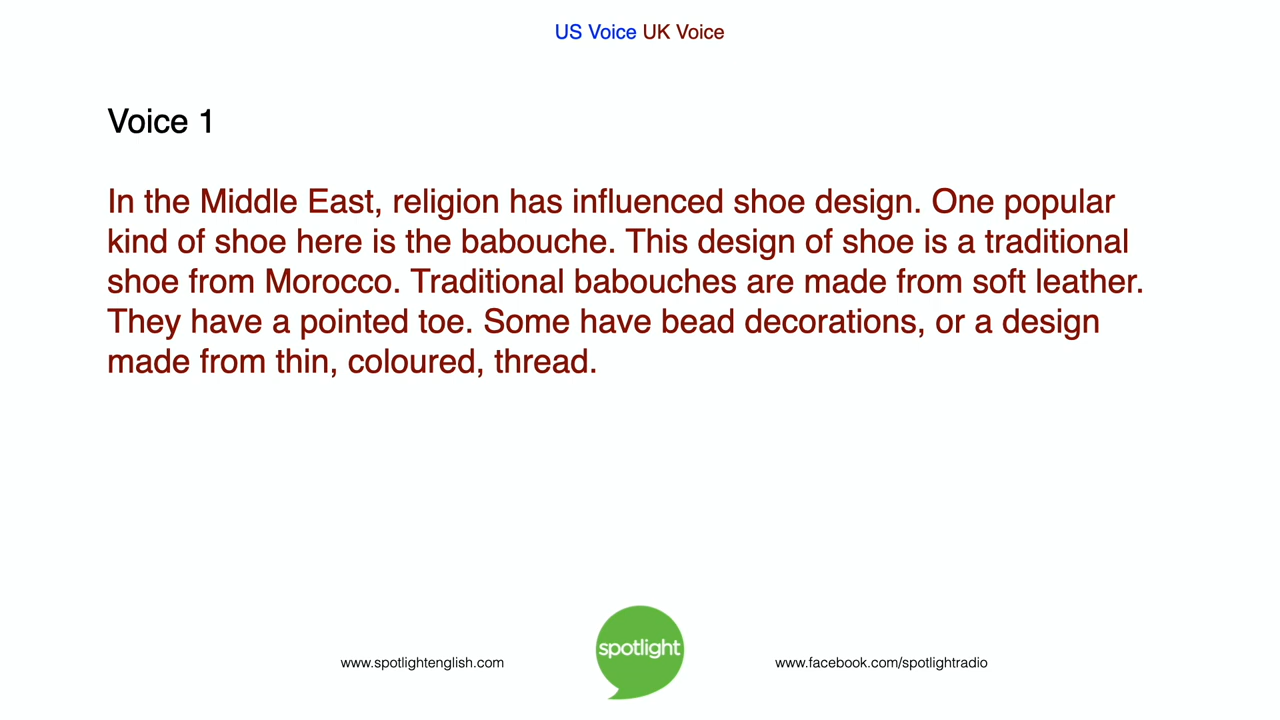 US Voice UK Voice
Voice 1
In the Middle East, religion has influenced shoe design. One popular
kind of shoe here is the babouche. This design of shoe is a traditional
shoe from Morocco. Traditional babouches are made from soft leather.
They have a pointed toe. Some have bead decorations, or a design
made from thin, coloured, thread.
spotlight
www.spotlightenglish.com
www.facebook.com/spotlightradio